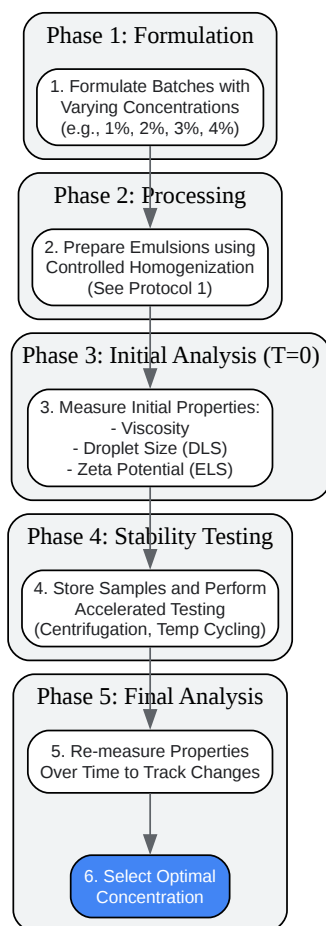 Phase 1: Formulation
1. Formulate Batches with
Varying Concentrations
(e.g., 1%, 2%, 3%, 4%)
Phase 2: Processing
2. Prepare Emulsions using
Controlled Homogenization
(See Protocol 1)
Phase 3: Initial Analysis (T=0)
3. Measure Initial Properties:
- Viscosity
- Droplet Size (DLS)
- Zeta Potential (ELS)
Phase 4: Stability Testing
4. Store Samples and Perform
Accelerated Testing
(Centrifugation, Temp Cycling)
Phase 5: Final Analysis
5. Re-measure Properties
Over Time to Track Changes
6. Select Optimal
Concentration